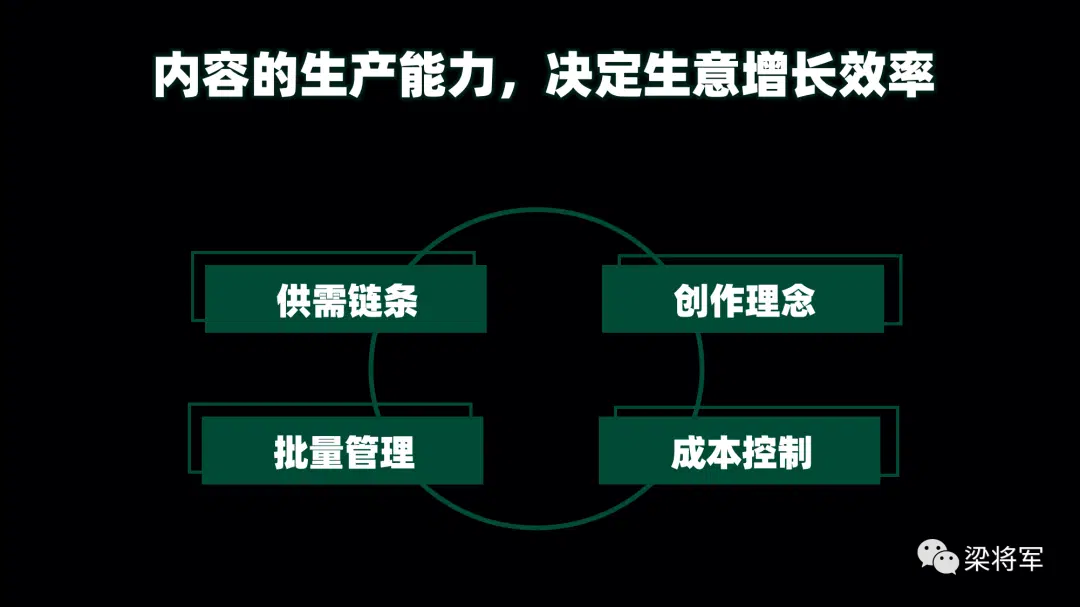 内容的生产能力，决定生意增长效率
供需链条
创作理念
批量管理
成本控制
梁将军